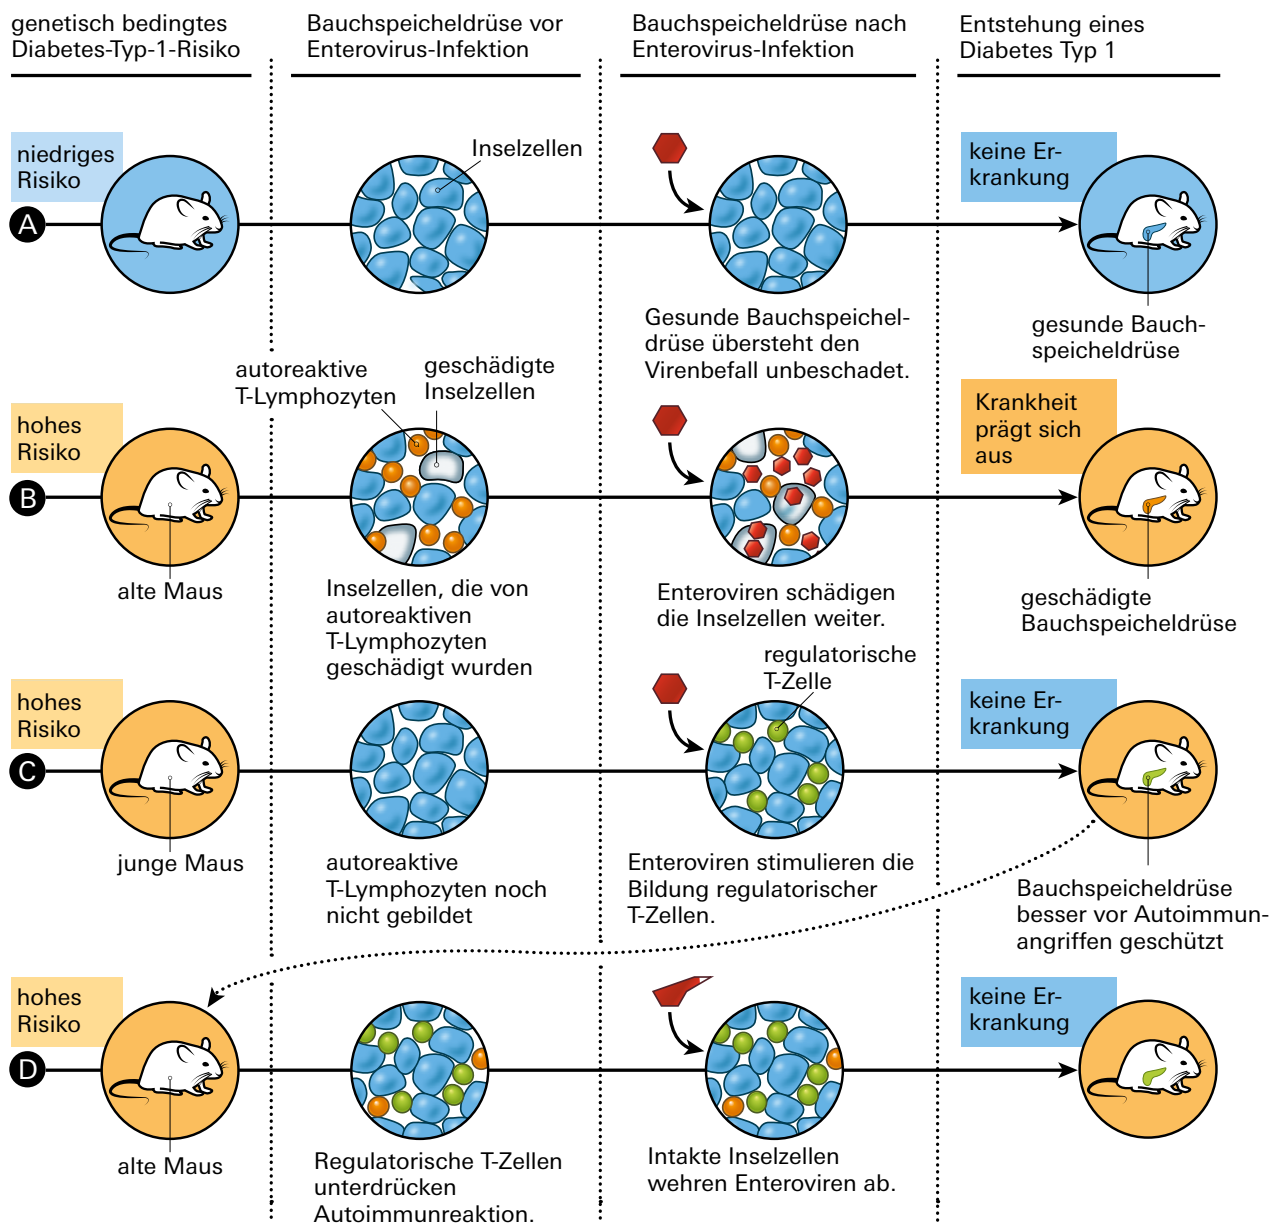 genetisch bedingtes
Diabetes-Typ-1-Risiko
Bauchspeicheldrüse vor
Enterovirus-Infektion
Bauchspeicheldrüse nach
Enterovirus-Infektion
Entstehung eines
Diabetes Typ 1
niedriges
Risiko
A
Inselzellen
Gesunde Bauchspeichel-
drüse übersteht den
Virenbefall unbeschadet.
keine Er-
krankung
gesunde Bauch-
speicheldrüse
hohes
Risiko
B
alte Maus
autoreaktive
T-Lymphozyten
geschädigte
Inselzellen
Inselzellen, die von
autoreaktiven
T-Lymphozyten
geschädigt wurden
Enteroviren schädigen
die Inselzellen weiter.
Krankheit
prägt sich
aus
geschädigte
Bauchspeicheldrüse
hohes
Risiko
C
junge Maus
autoreaktive
T-Lymphozyten noch
nicht gebildet
regulatorische
T-Zelle
Enteroviren stimulieren die
Bildung regulatorischer
T-Zellen.
keine Er-
krankung
Bauchspeicheldrüse
besser vor Autoimmun-
angriffen geschützt
hohes
Risiko
D
alte Maus
Regulatorische T-Zellen
unterdrücken
Autoimmunreaktion.
Intakte Inselzellen
wehren Enteroviren ab.
keine Er-
krankung